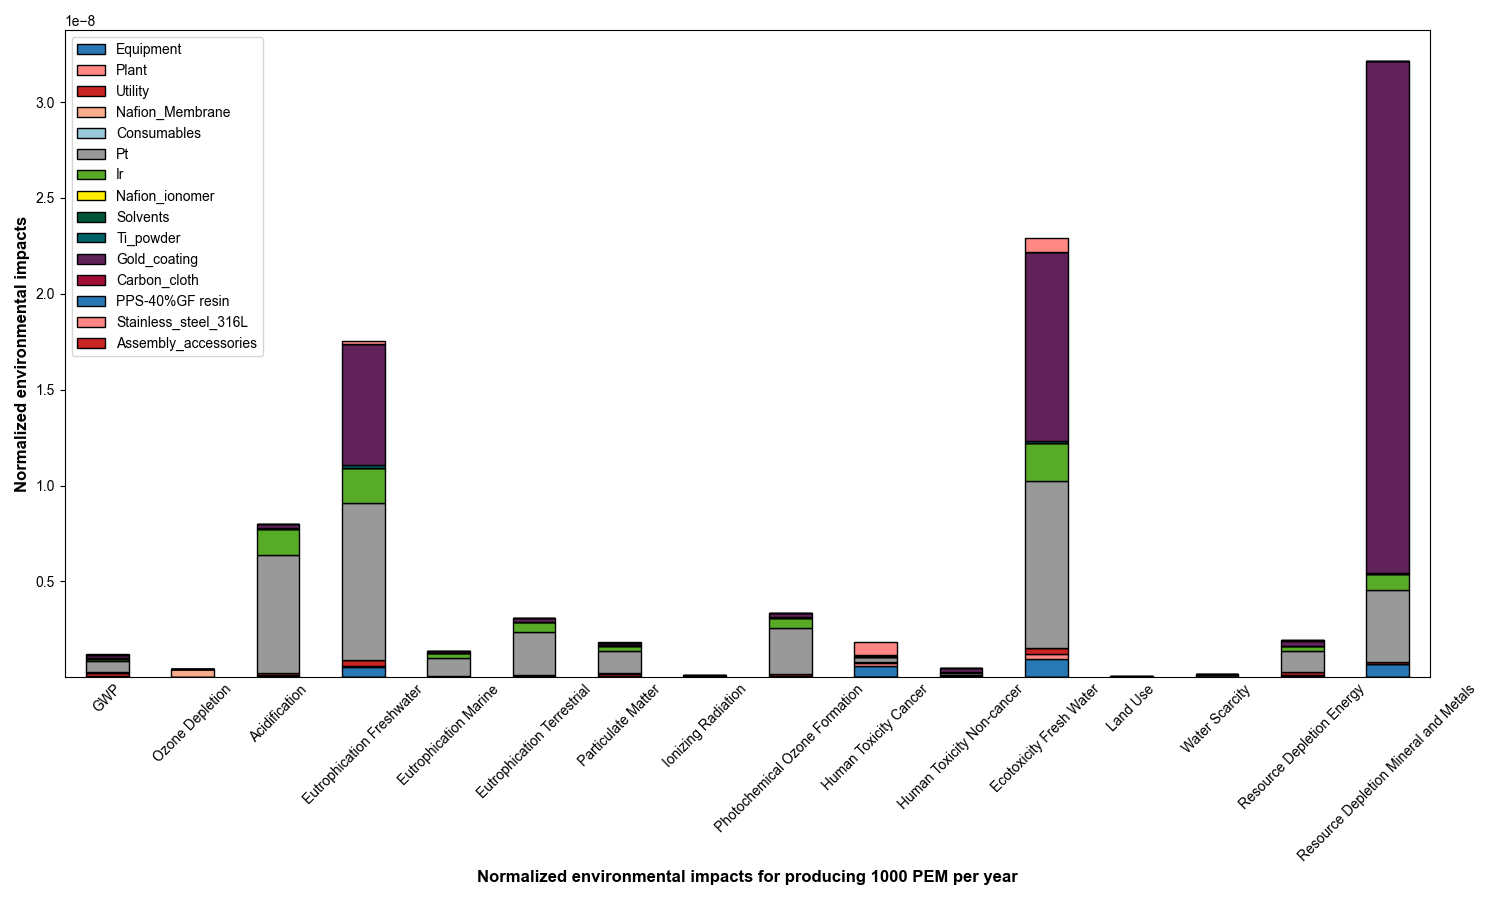 1e−8
Normalized environmental impacts
3.0
2.5
2.0
1.5
1.0
0.5
Equipment
Plant
Utility
Nafion_Membrane
Consumables
Pt
Ir
Nafion_ionomer
Solvents
Ti_powder
Gold_coating
Carbon_cloth
PPS-40%GF resin
Stainless_steel_316L
Assembly_accessories
GWP
Ozone Depletion
Acidification
Eutrophication Freshwater
Eutrophication Marine
Eutrophication Terrestrial
Particulate Matter
Ionizing Radiation
Photochemical Ozone Formation
Human Toxicity Cancer
Human Toxicity Non-cancer
Ecotoxicity Fresh Water
Land Use
Water Scarcity
Resource Depletion Energy
Resource Depletion Mineral and Metals
Normalized environmental impacts for producing 1000 PEM per year